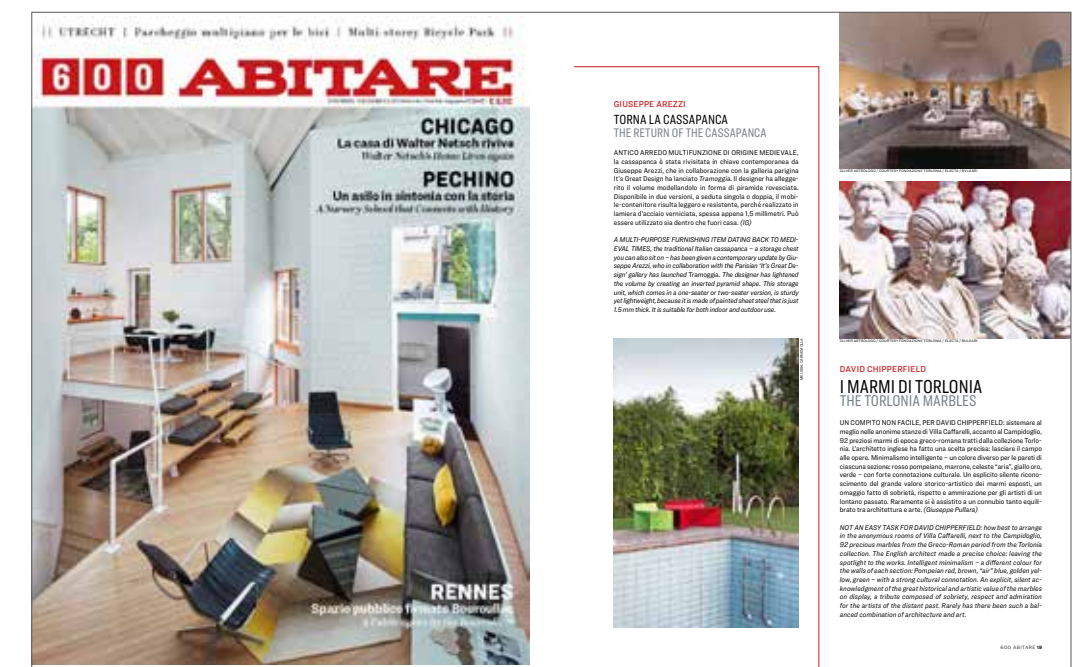 UTRECHT | Parcheggio multipiano per le bici | Multi-storey Bicycle Park
600 ABITARE
CHICAGO
La casa di Walter Netsch rivive
Walter Netsch's Home Lives again
PECHINO
Un asilo in sintonia con la storia
A Nursery School that Connects with History
RENNES
Spazio pubblico firmato Bouroullec
GIUSEPPE AREZZI
TORNA LA CASSAPANCA
THE RETURN OF THE CASSAPANCA
ANTICO ARREDO MULTIFUNZIONE DI ORIGINE MEDIEVALE,
la cassapanca è stata rivisitata in chiave contemporanea da
Giuseppe Arezzi, che in collaborazione con la galleria parigina
It's Great Design ha lanciato Tramoggia. Il designer ha allegge-
rito il volume modellandolo in forma di piramide rovesciata.
Disponibile in due versioni, a seduta singola o doppia, il mobi-
le-contenitore risulta leggero e resistente, perché realizzato in
lamiera d'acciaio verniciata, spessa appena 1,5 millimetri. Può
essere utilizzato sia dentro che fuori casa. (IG)
A MULTI-PURPOSE FURNISHING ITEM DATING BACK TO MEDI-
EVAL TIMES, the traditional Italian cassapanca – a storage chest
you can also sit on – has been given a contemporary update by Giu-
seppe Arezzi, who in collaboration with the Parisian 'It's Great De-
sign' gallery has launched Tramoggia. The designer has lightened
the volume by creating an inverted pyramid shape. This storage
unit, which comes in a one-seater or two-seater version, is sturdy
yet lightweight, because it is made of painted sheet steel that is just
1.5 mm thick. It is suitable for both indoor and outdoor use.
OLIVER ASTROLOGO / COURTESY FONDAZIONE TORLONIA / ELECTA / BVLGARI
OLIVER ASTROLOGO / COURTESY FONDAZIONE TORLONIA / ELECTA / BVLGARI
DAVID CHIPPERFIELD
I MARMI DI TORLONIA
THE TORLONIA MARBLES
UN COMPITO NON FACILE, PER DAVID CHIPPERFIELD: sistemare al
meglio nelle anonime stanze di Villa Caffarelli, accanto al Campidoglio,
92 preziosi marmi di epoca greco-romana tratti dalla collezione Torlo-
nia. L'architetto inglese ha fatto una scelta precisa: lasciare il campo
alle opere. Minimalismo intelligente – un colore diverso per le pareti di
ciascuna sezione: rosso pompeiano, marrone, celeste "aria", giallo oro,
verde – con forte connotazione culturale. Un esplicito silente ricono-
scimento del grande valore storico-artistico dei marmi esposti, un
omaggio fatto di sobrietà, rispetto e ammirazione per gli artisti di un
lontano passato. Raramente si è assistito a un connubio tanto equili-
brato tra architettura e arte. (Giuseppe Pullara)
NOT AN EASY TASK FOR DAVID CHIPPERFIELD: how best to arrange
in the anonymous rooms of Villa Caffarelli, next to the Campidoglio,
92 precious marbles from the Greco-Roman period from the Torlonia
collection. The English architect made a precise choice: leaving the
spotlight to the works. Intelligent minimalism – a different colour for
the walls of each section: Pompeian red, brown, "air" blue, golden yel-
low, green – with a strong cultural connotation. An explicit, silent ac-
knowledgment of the great historical and artistic value of the marbles
on display, a tribute composed of sobriety, respect and admiration
for the artists of the distant past. Rarely has there been such a bal-
anced combination of architecture and art.
600 ABITARE 19